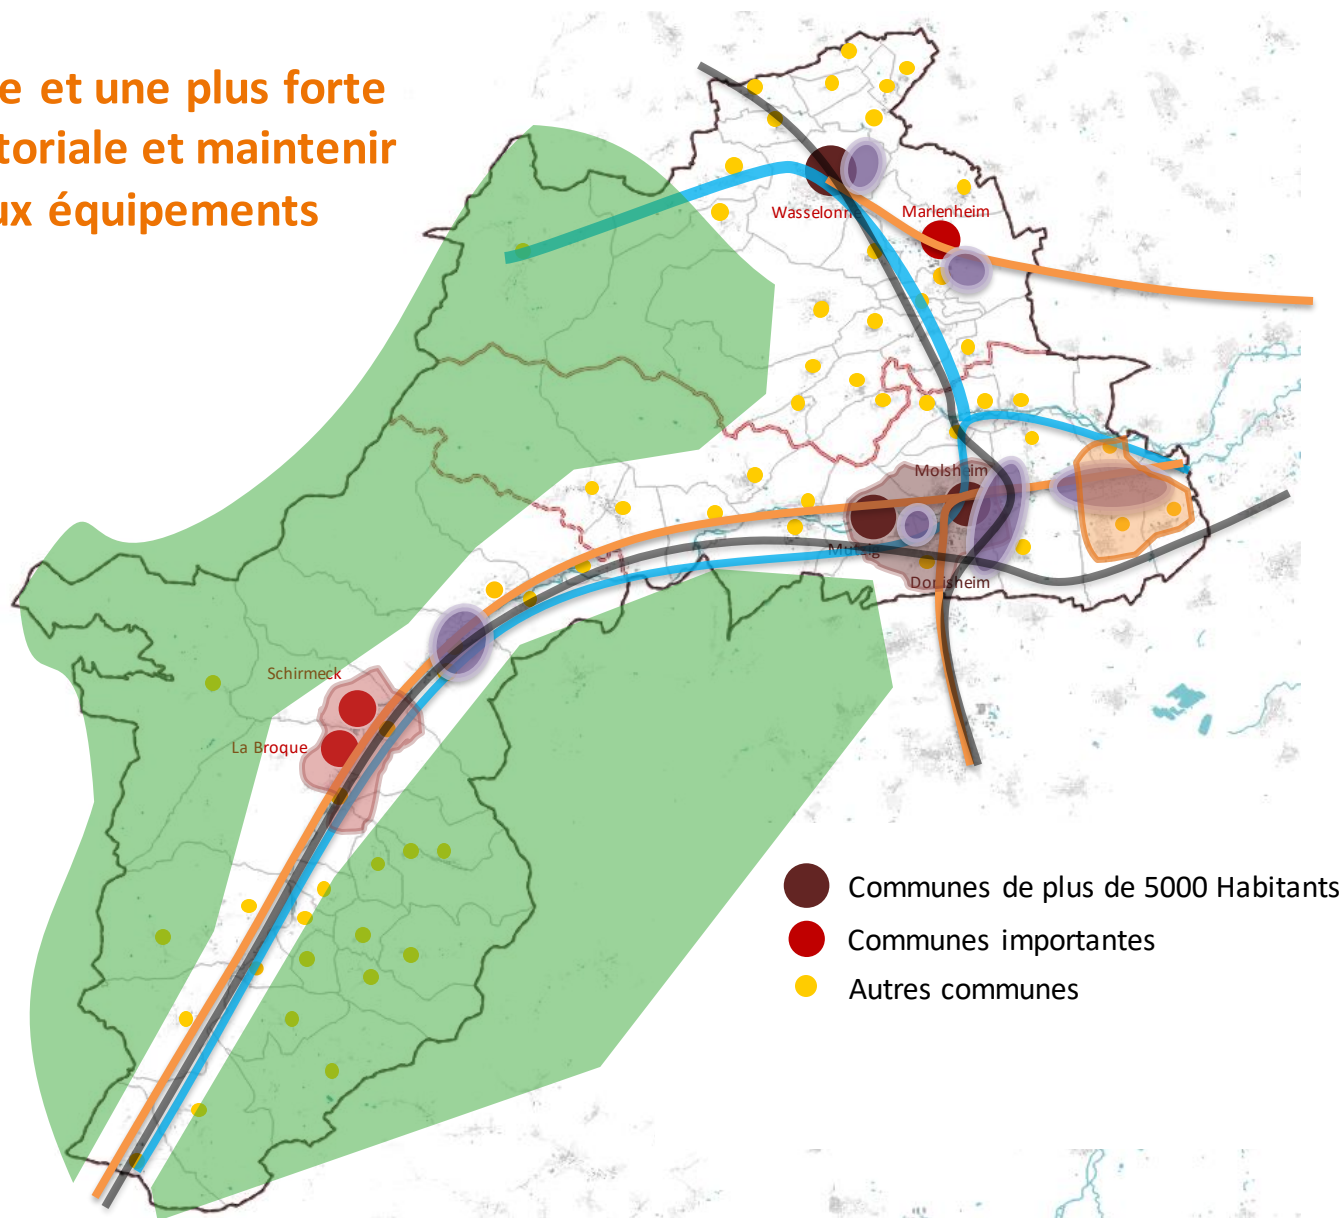 e et une plus forte
toriale et maintenir
ux équipements
Wasselonne
Marlenheim
Molsheim
Mutzig
Dorlisheim
Schirmeck
La Broque
Communes de plus de 5000 Habitants
Communes importantes
Autres communes